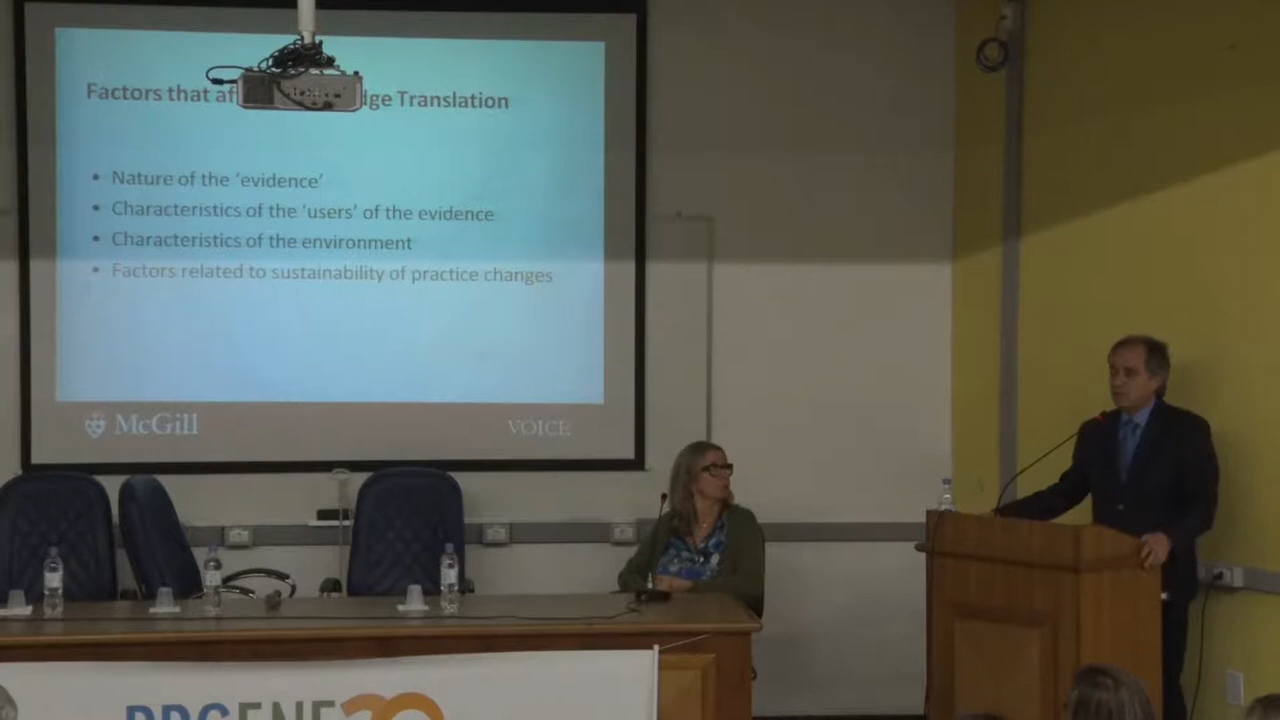 Factors that af dge Translation
• Nature of the ‘evidence’
• Characteristics of the ‘users’ of the evidence
• Characteristics of the environment
• Factors related to sustainability of practice changes
McGill
VOICE